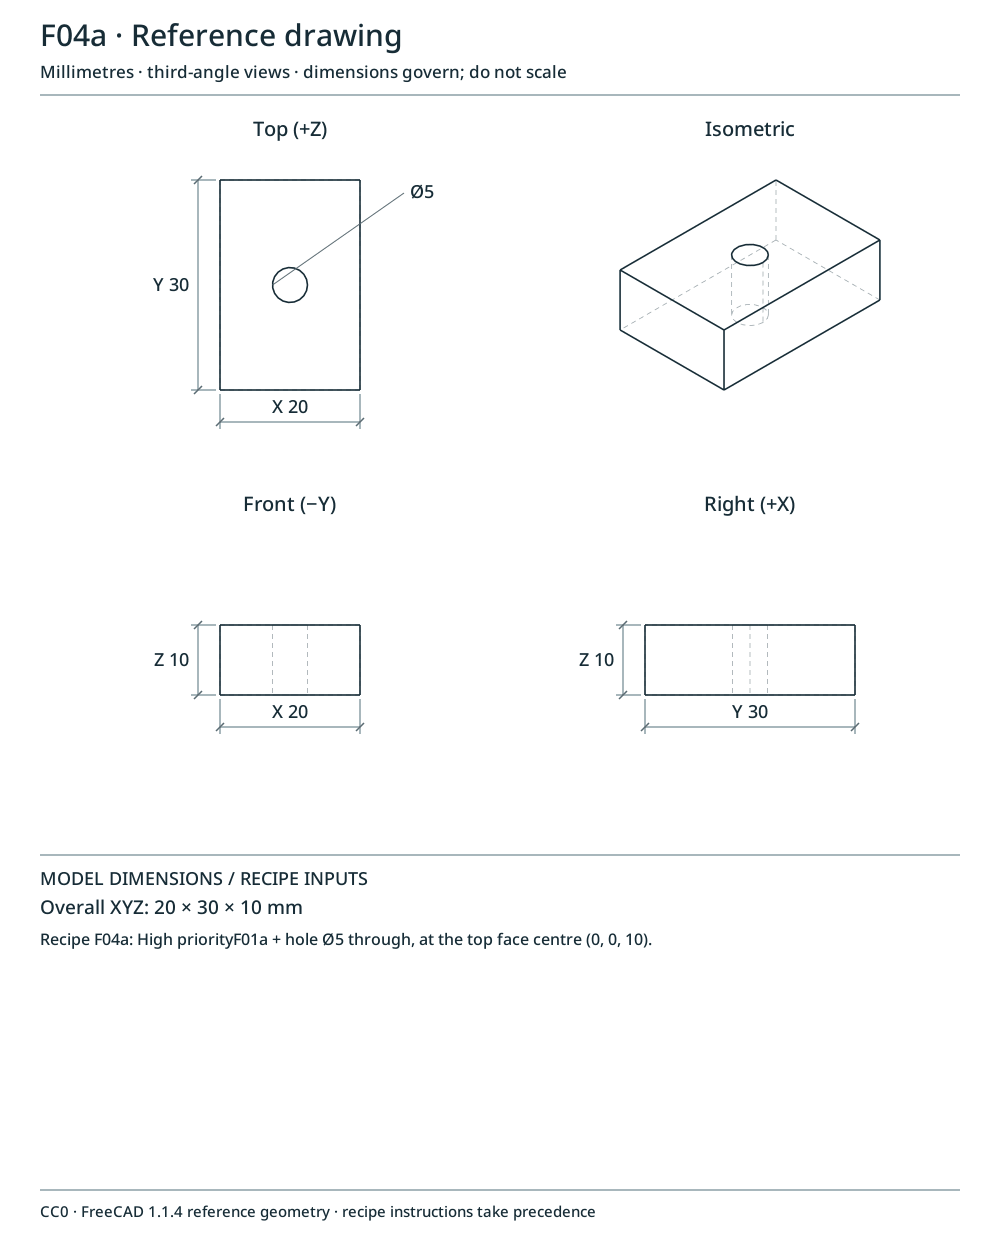 F04a · Reference drawing
Millimetres · third-angle views · dimensions govern; do not scale
Top (+Z)
Isometric
Ø5
Y 30
X 20
Front (−Y)
Right (+X)
Z 10
X 20
Z 10
Y 30
MODEL DIMENSIONS / RECIPE INPUTS
Overall XYZ: 20 × 30 × 10 mm
Recipe F04a: High priorityF01a + hole Ø5 through, at the top face centre (0, 0, 10).
CC0 · FreeCAD 1.1.4 reference geometry · recipe instructions take precedence